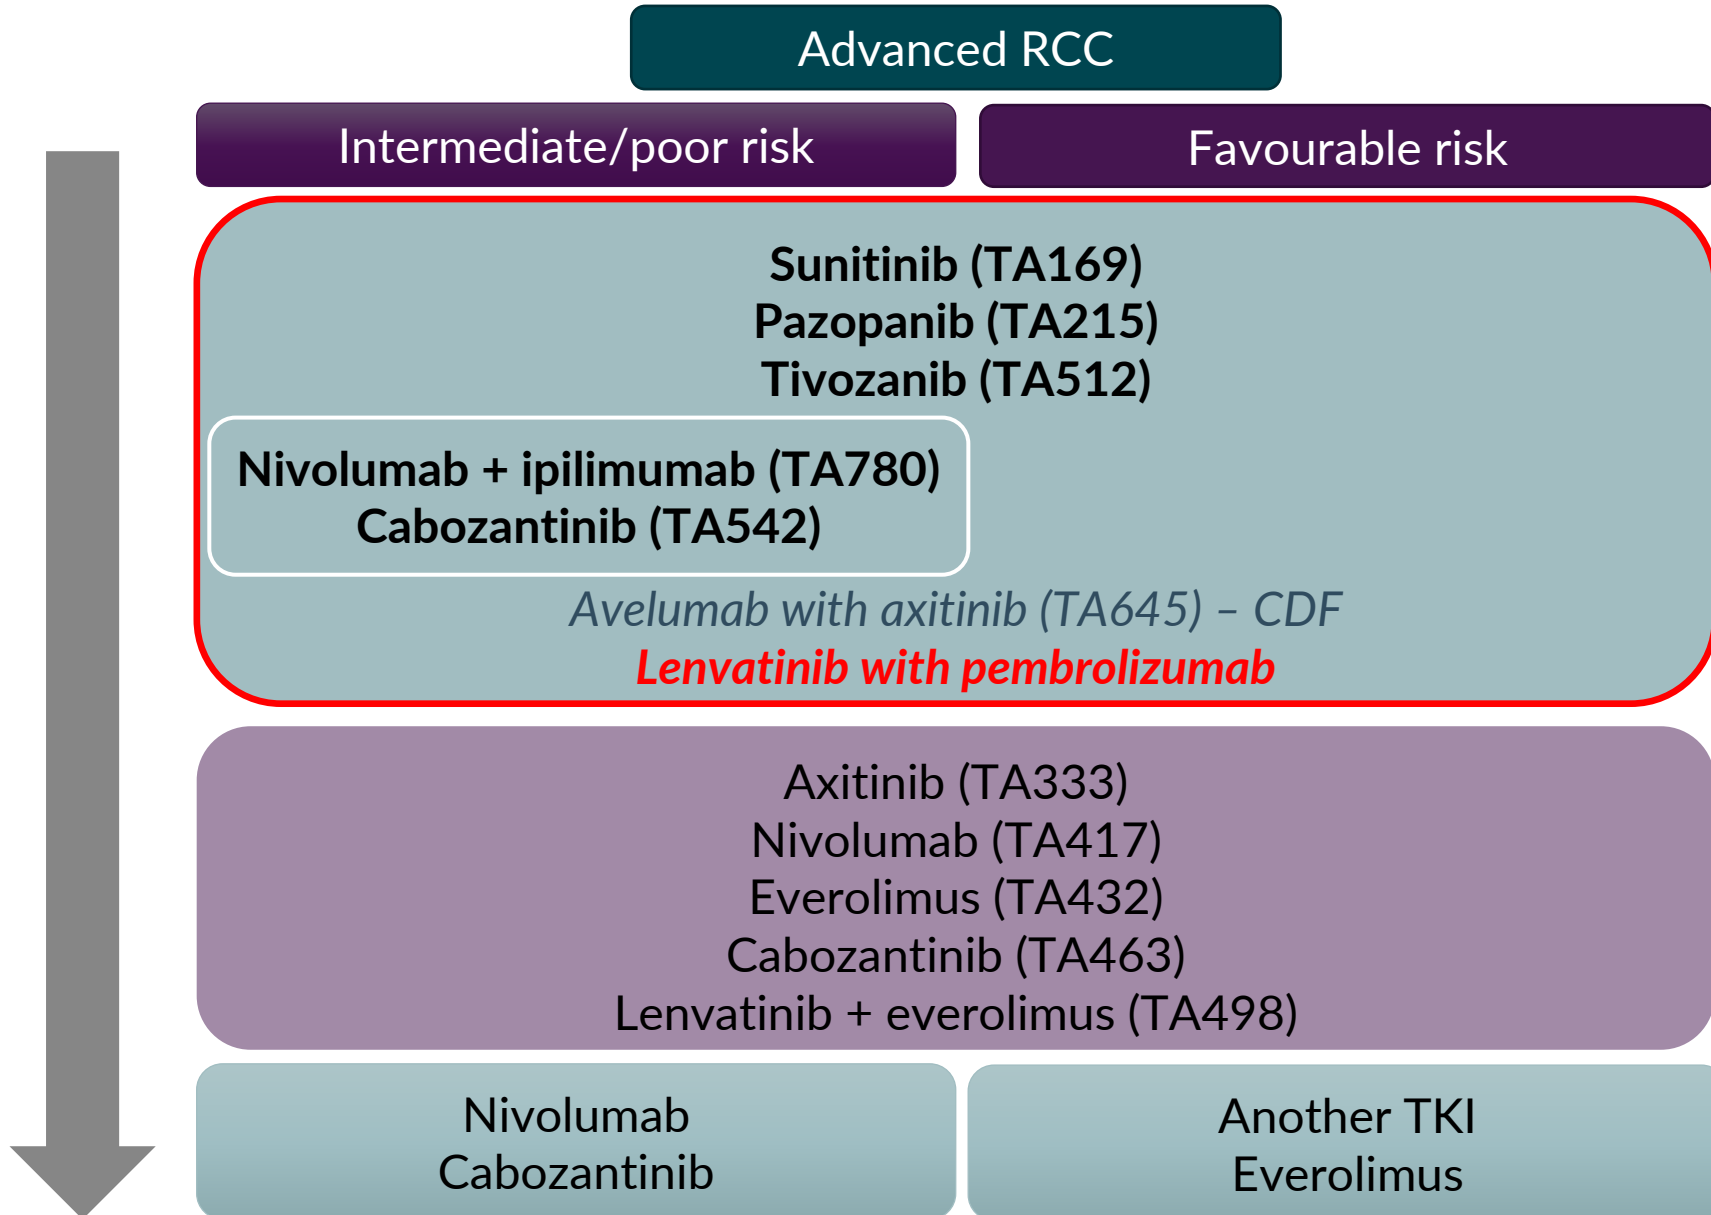 Advanced RCC
Intermediate/poor risk
Favourable risk
Sunitinib (TA169)
Pazopanib (TA215)
Tivozanib (TA512)
Nivolumab + ipilimumab (TA780)
Cabozantinib (TA542)
Avelumab with axitinib (TA645) – CDF
Lenvatinib with pembrolizumab
Axitinib (TA333)
Nivolumab (TA417)
Everolimus (TA432)
Cabozantinib (TA463)
Lenvatinib + everolimus (TA498)
Nivolumab
Cabozantinib
Another TKI
Everolimus